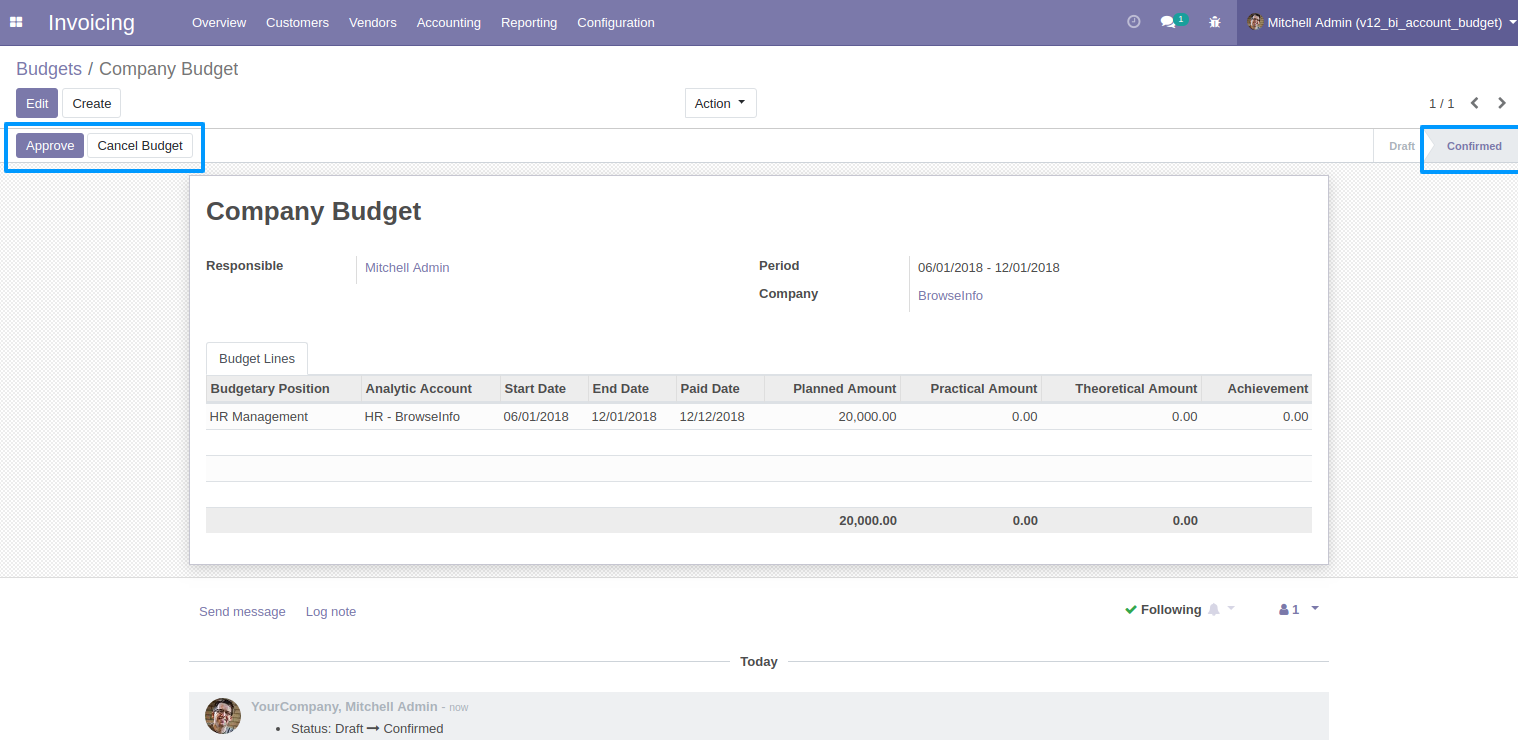 Invoicing Overview Customers Vendors Accounting Reporting Configuration 1 Mitchell Admin (v12_bi_account_budget)
Budgets / Company Budget
Edit Create Action 1 / 1
Approve Cancel Budget Draft Confirmed
Company Budget
Responsible Mitchell Admin Period 06/01/2018 - 12/01/2018
Company BrowseInfo
Budget Lines
Budgetary Position Analytic Account Start Date End Date Paid Date Planned Amount Practical Amount Theoretical Amount Achievement
HR Management HR - BrowseInfo 06/01/2018 12/01/2018 12/12/2018 20,000.00 0.00 0.00 0.00
20,000.00 0.00 0.00
Send message Log note Following 1
Today
YourCompany, Mitchell Admin - now
• Status: Draft → Confirmed